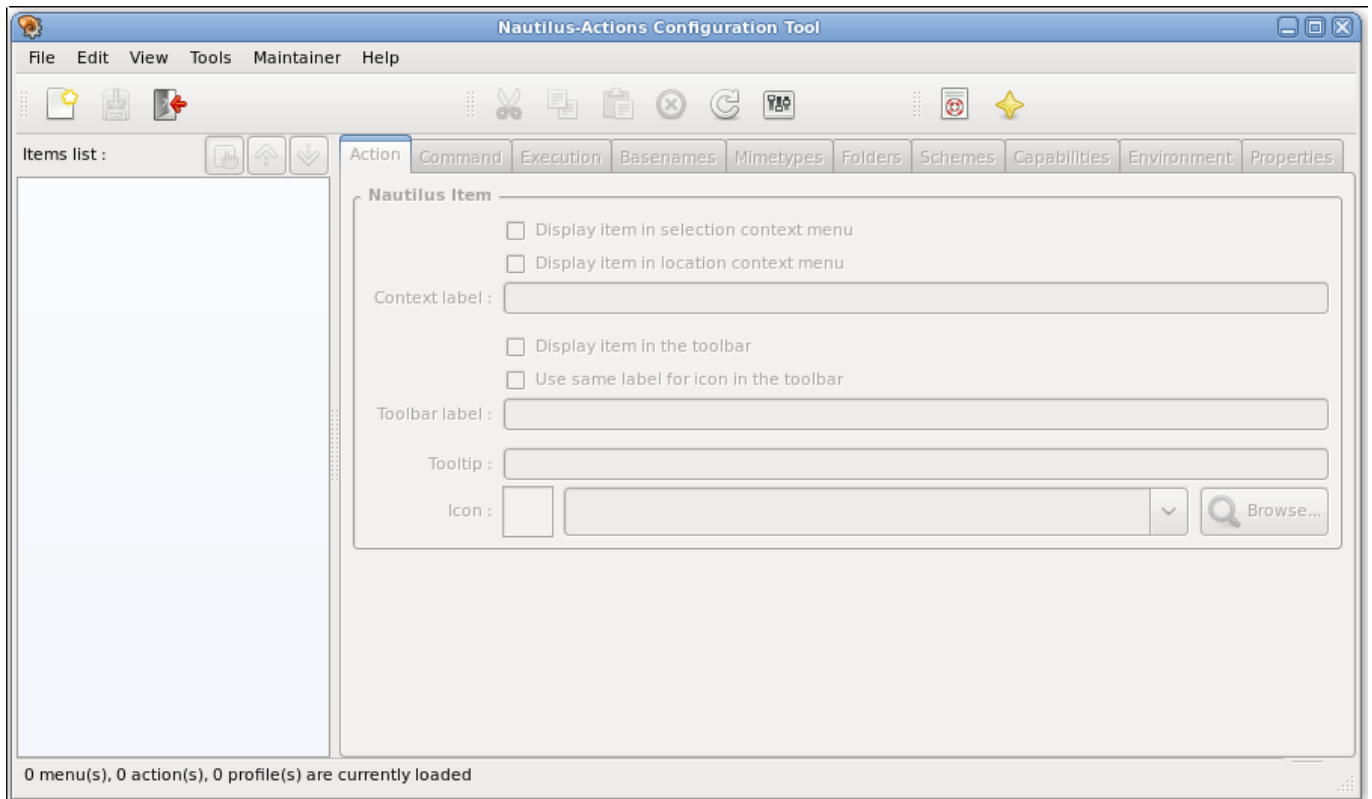 Nautilus-Actions Configuration Tool
File Edit View Tools Maintainer Help
Items list :
Action Command Execution Basenames Mimetypes Folders Schemes Capabilities Environment Properties
Nautilus Item
Display item in selection context menu
Display item in location context menu
Context label :
Display item in the toolbar
Use same label for icon in the toolbar
Toolbar label :
Tooltip :
Icon : Browse...
0 menu(s), 0 action(s), 0 profile(s) are currently loaded